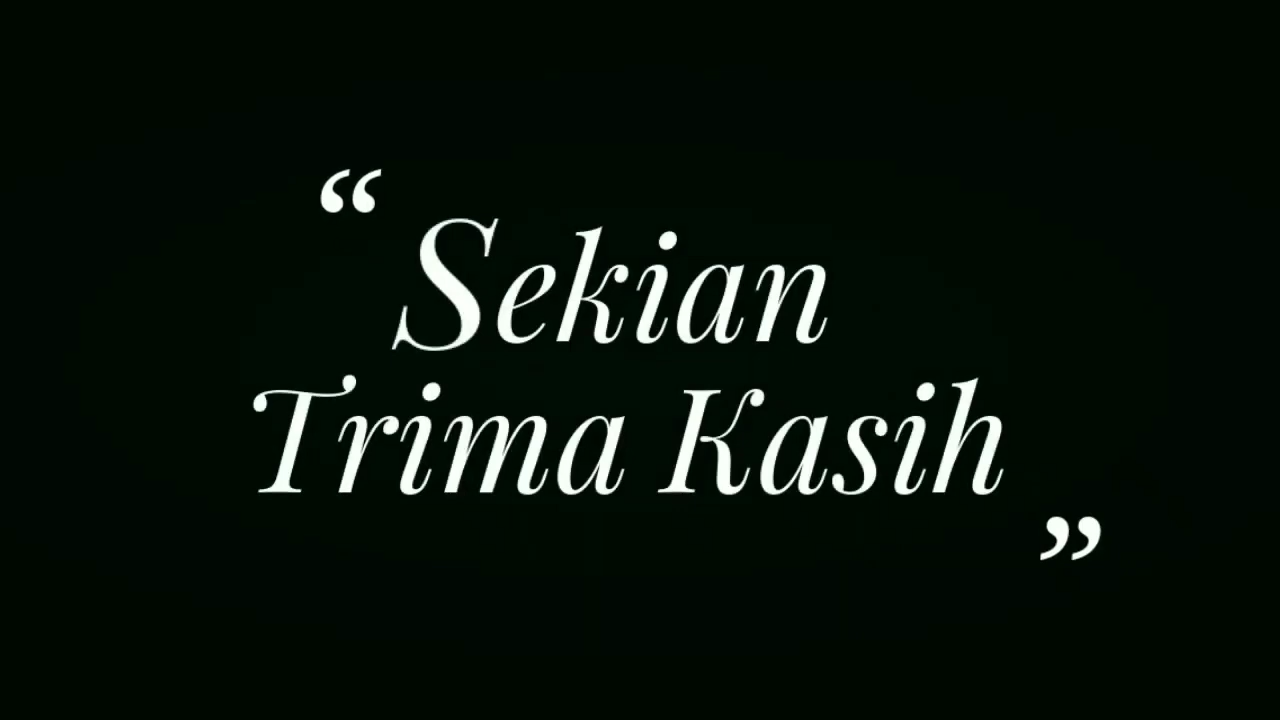 “ Sekian
Trima Kasih ”